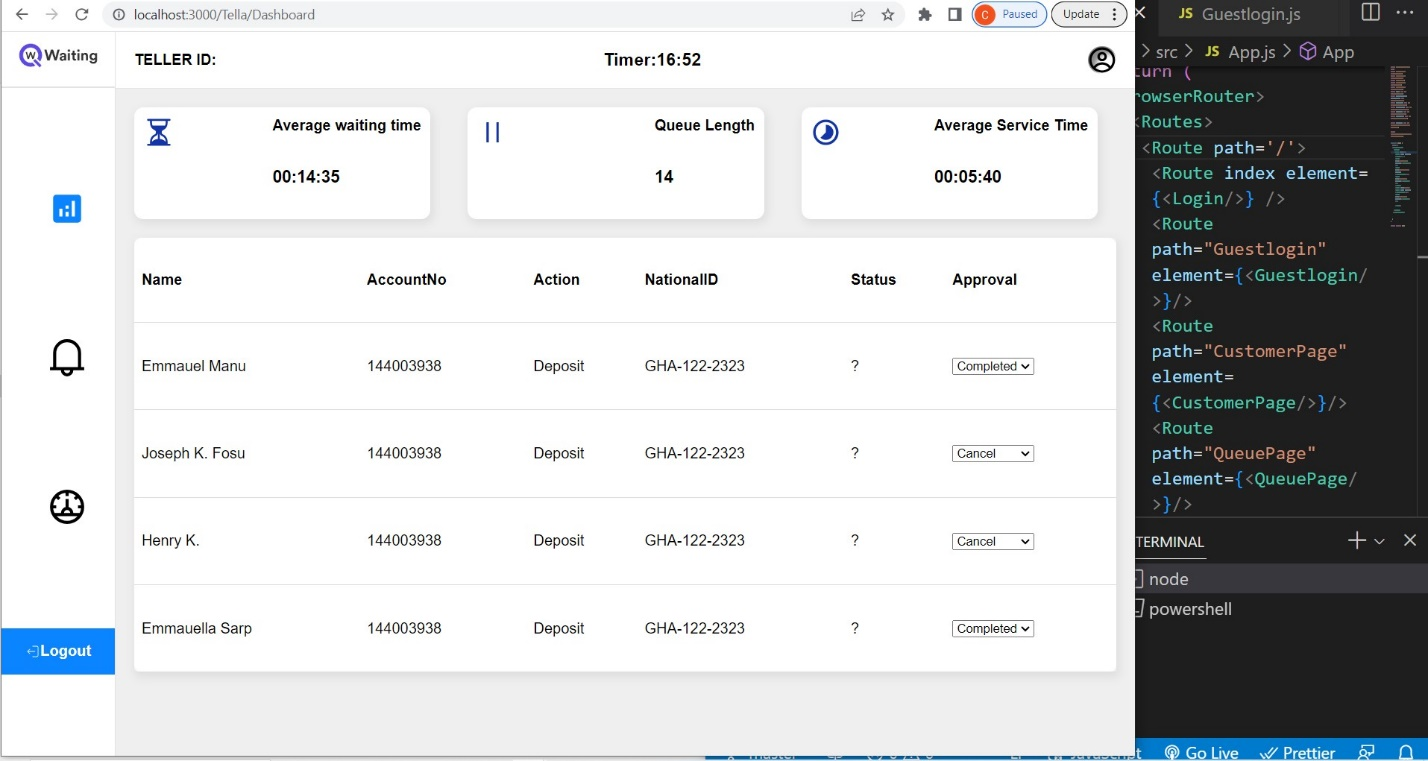 localhost:3000/Tella/Dashboard
C Paused
Update
W Waiting
TELLER ID:
Timer:16:52
Average waiting time
00:14:35
Queue Length
14
Average Service Time
00:05:40
Name AccountNo Action NationalID Status Approval
Emmauel Manu 144003938 Deposit GHA-122-2323 ? Completed
Joseph K. Fosu 144003938 Deposit GHA-122-2323 ? Cancel
Henry K. 144003938 Deposit GHA-122-2323 ? Cancel
Emmauella Sarp 144003938 Deposit GHA-122-2323 ? Completed
Logout
JS Guestlogin.js
> src > JS App.js > App
turn (
rowserRouter>
<Routes>
<Route path='/'>
<Route index element=
{<Login/>} />
<Route
path="Guestlogin"
element={<Guestlogin/
>}/>
<Route
path="CustomerPage"
element=
{<CustomerPage/>}/>
<Route
path="QueuePage"
element={<QueuePage/
>}/>
TERMINAL
node
powershell
Go Live
Prettier